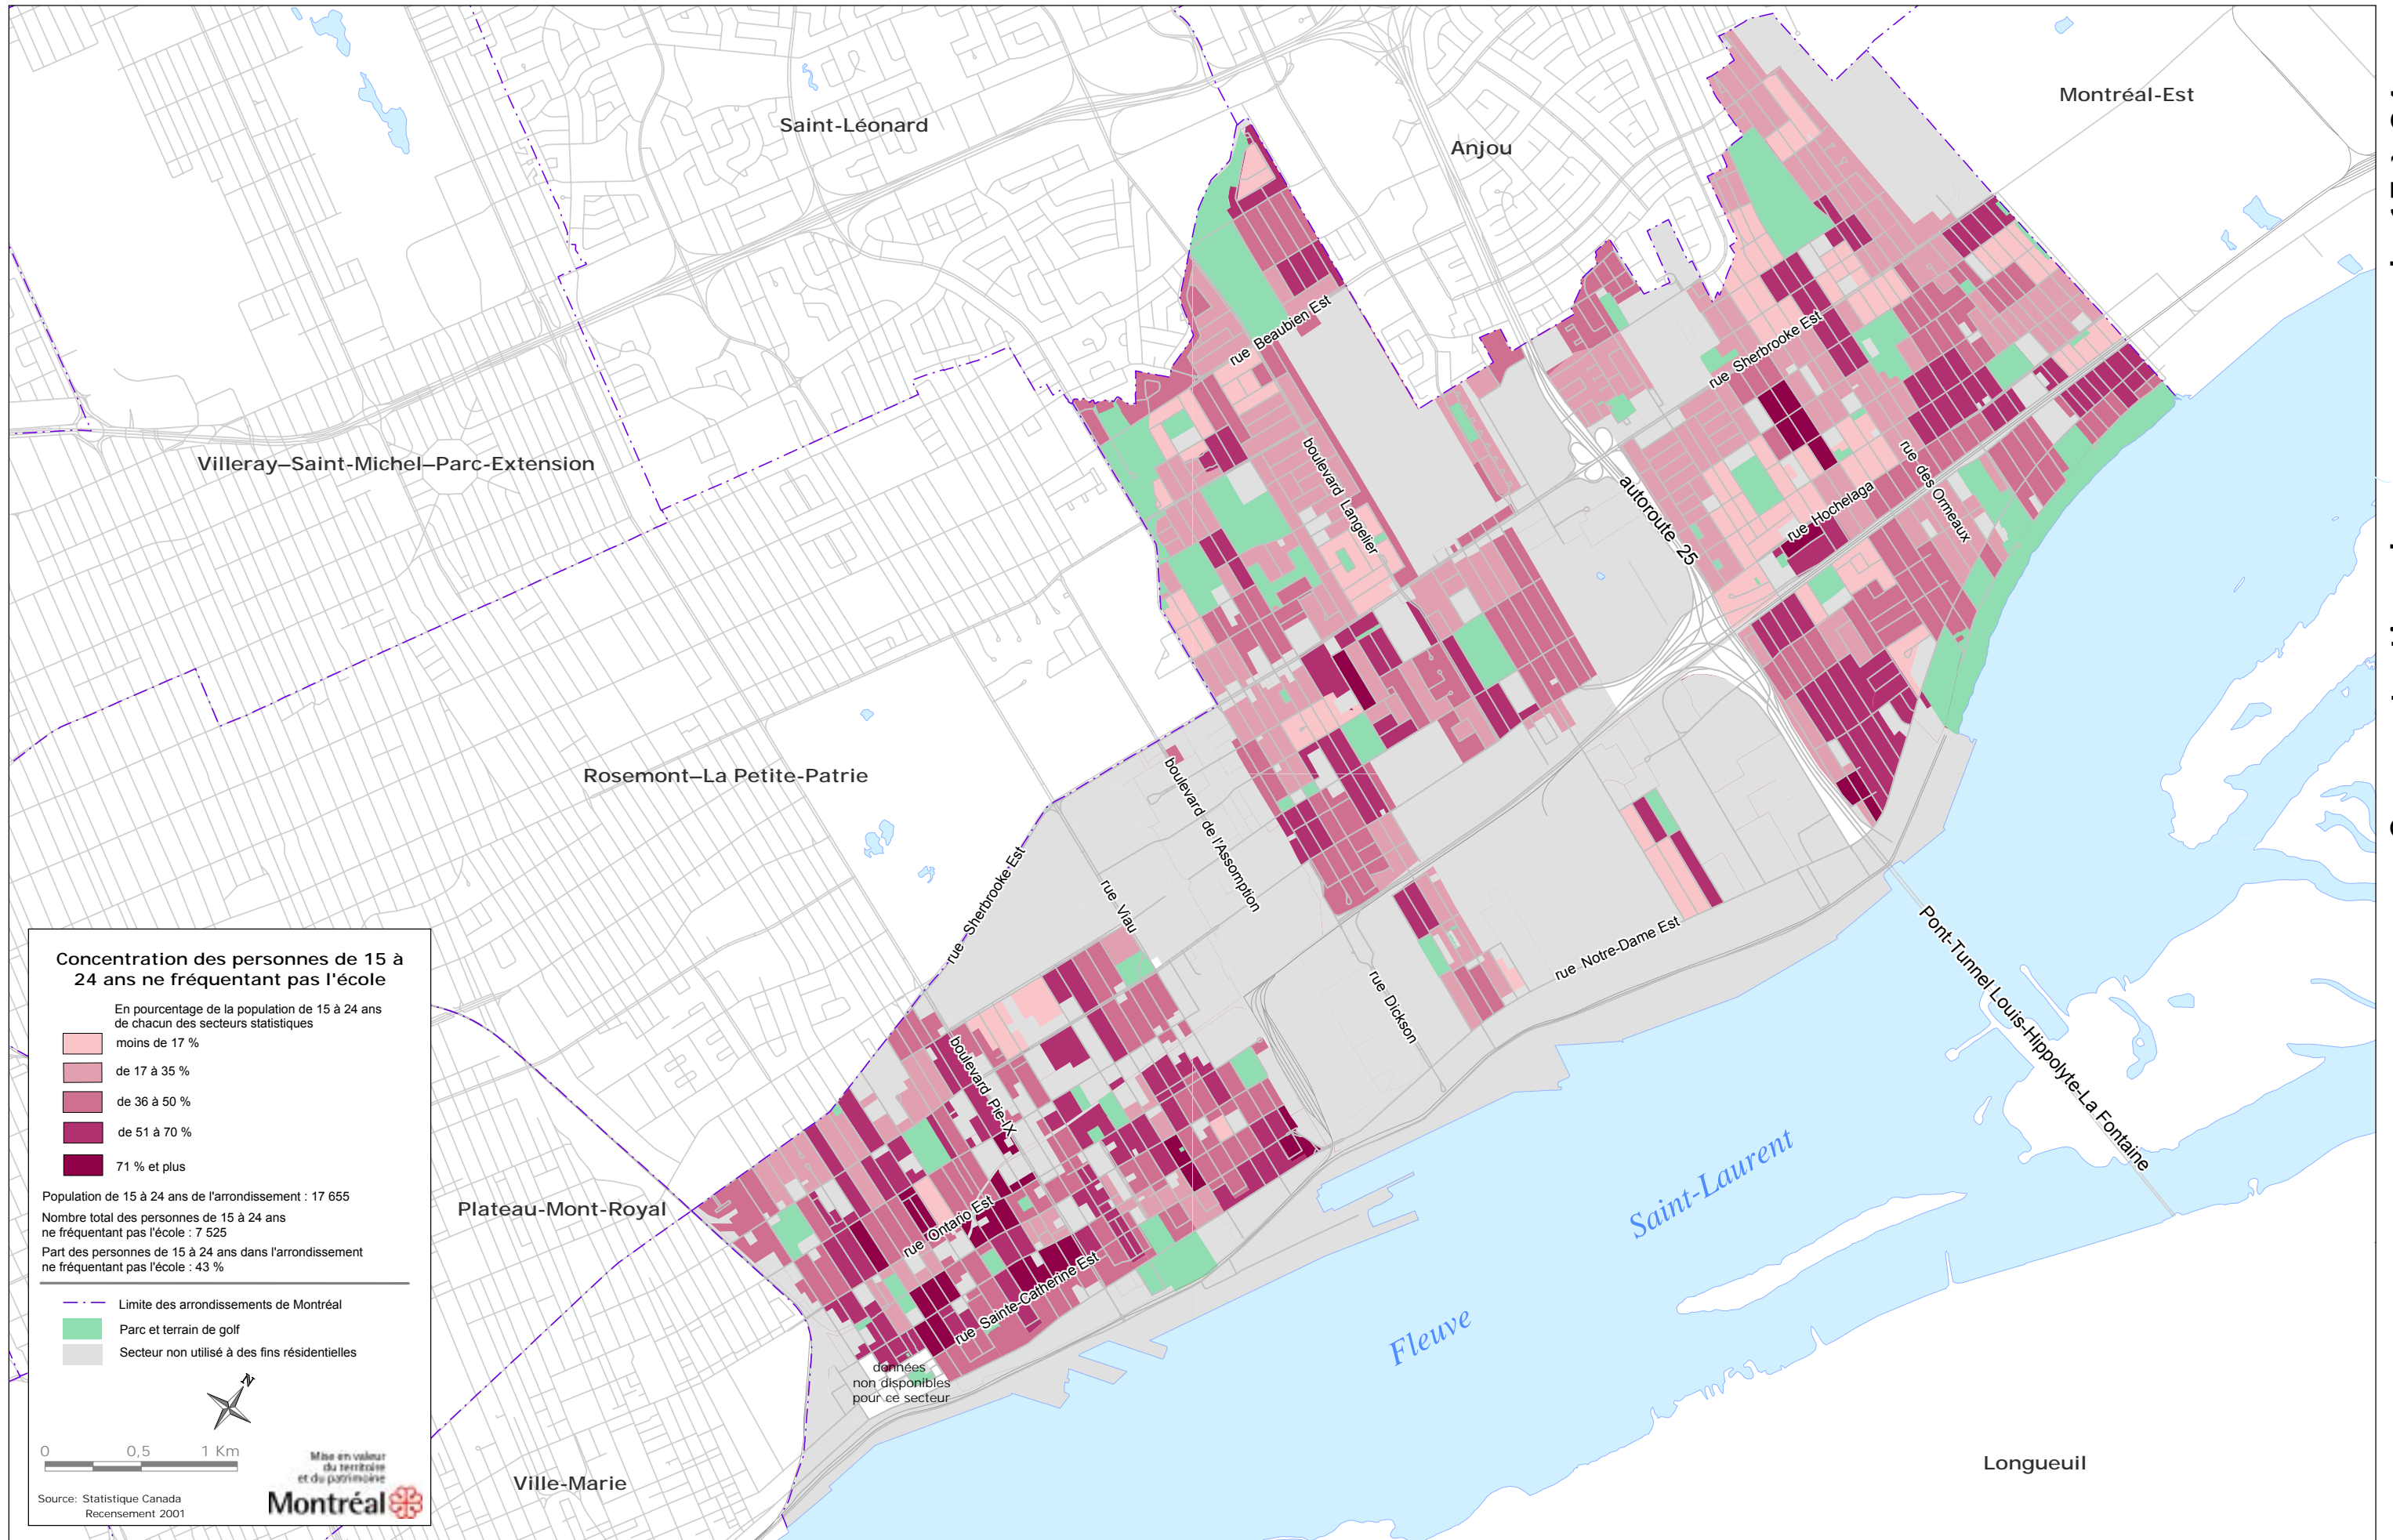 Montréal-Est
Saint-Léonard
Anjou
rue Beaubien Est
rue Sherbrooke Est
Villeray–Saint-Michel–Parc-Extension
boulevard Langelier
autoroute 25
rue Hochelaga
rue des Ormeaux
Rosemont–La Petite-Patrie
boulevard de l'Assomption
rue Sherbrooke Est
rue Viau
rue Dickson
rue Notre-Dame Est
Pont-Tunnel Louis-Hippolyte-La Fontaine
boulevard Pie-IX
Plateau-Mont-Royal
rue Ontario Est
rue Sainte-Catherine Est
Fleuve
Saint-Laurent
données
non disponibles
pour ce secteur
Ville-Marie
Longueuil
Concentration des personnes de 15 à
24 ans ne fréquentant pas l'école
En pourcentage de la population de 15 à 24 ans
de chacun des secteurs statistiques
moins de 17 %
de 17 à 35 %
de 36 à 50 %
de 51 à 70 %
71 % et plus
Population de 15 à 24 ans de l'arrondissement : 17 655
Nombre total des personnes de 15 à 24 ans
ne fréquentant pas l'école : 7 525
Part des personnes de 15 à 24 ans dans l'arrondissement
ne fréquentant pas l'école : 43 %
Limite des arrondissements de Montréal
Parc et terrain de golf
Secteur non utilisé à des fins résidentielles
N
0 0,5 1 Km
Mise en valeur
du territoire
et du patrimoine
Montréal
Source: Statistique Canada
Recensement 2001